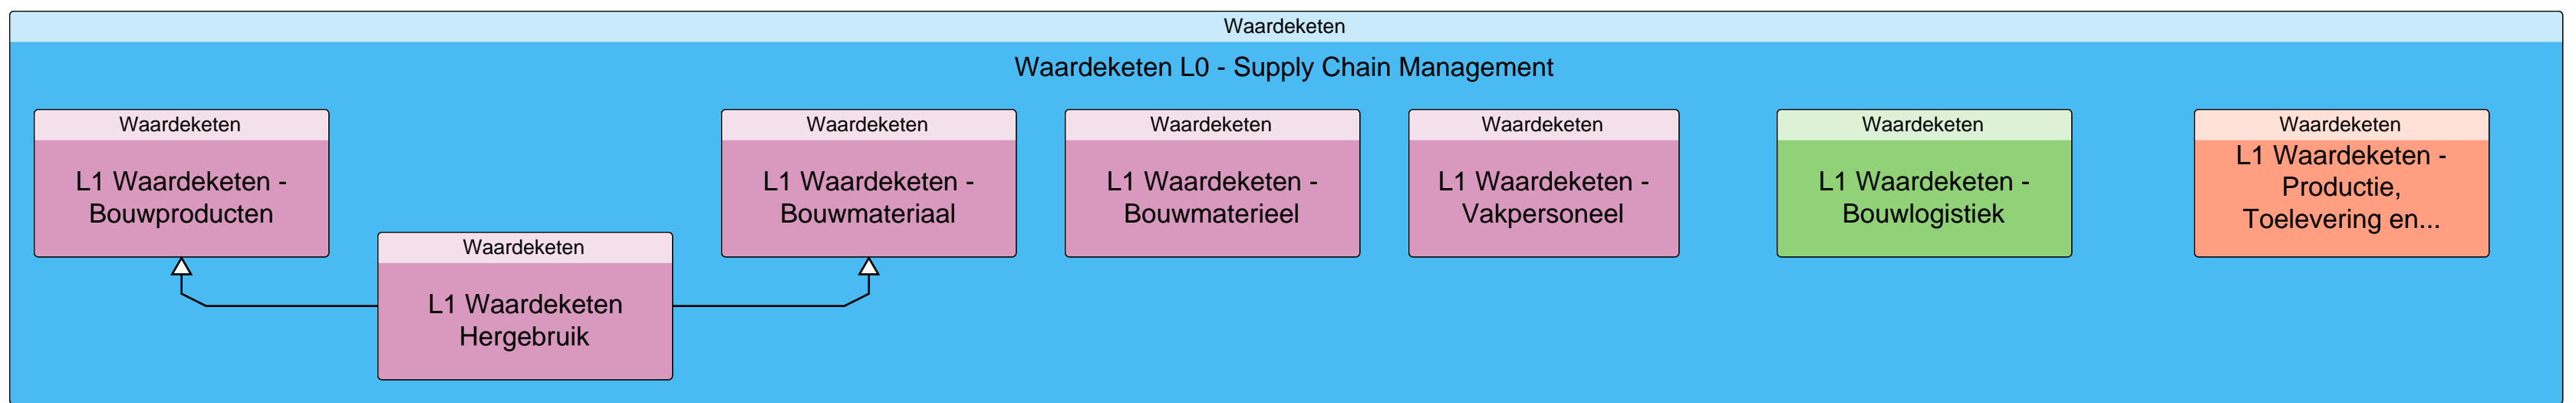 Waardeketen
Waardeketen L0 - Supply Chain Management
Waardeketen
L1 Waardeketen -
Bouwproducten
Waardeketen
L1 Waardeketen
Hergebruik
Waardeketen
L1 Waardeketen -
Bouwmateriaal
Waardeketen
L1 Waardeketen -
Bouwmaterieel
Waardeketen
L1 Waardeketen -
Vakpersoneel
Waardeketen
L1 Waardeketen -
Bouwlogistiek
Waardeketen
L1 Waardeketen -
Productie,
Toelevering en...